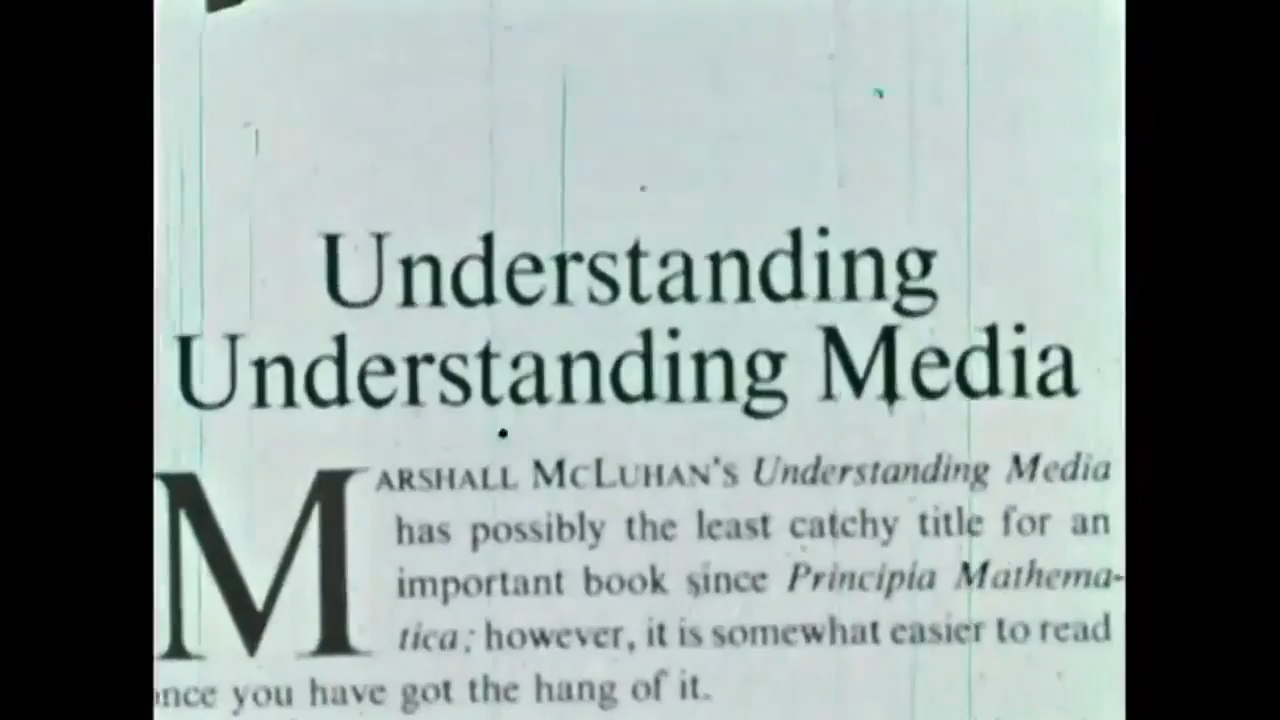 Understanding
Understanding Media
MARSHALL MCLUHAN'S Understanding Media
has possibly the least catchy title for an
important book since Principia Mathema-
tica; however, it is somewhat easier to read
once you have got the hang of it.